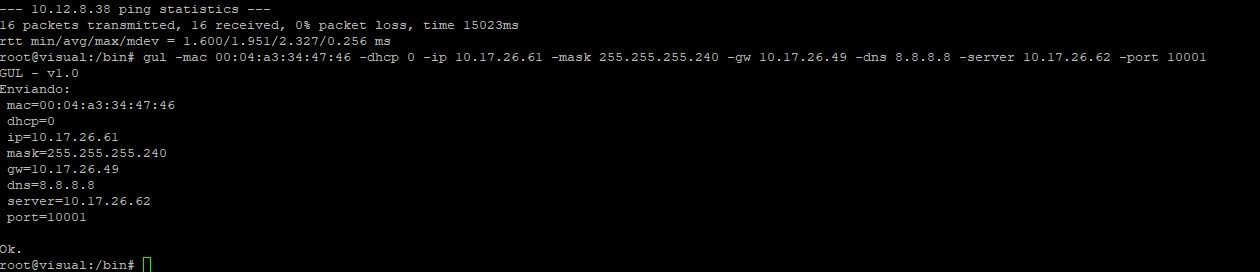 --- 10.12.8.38 ping statistics ---
16 packets transmitted, 16 received, 0% packet loss, time 15023ms
rtt min/avg/max/mdev = 1.600/1.951/2.327/0.256 ms
root@visual:/bin# gul -mac 00:04:a3:34:47:46 -dhcp 0 -ip 10.17.26.61 -mask 255.255.255.240 -gw 10.17.26.49 -dns 8.8.8.8 -server 10.17.26.62 -port 10001
GUL - v1.0
Enviando:
 mac=00:04:a3:34:47:46
 dhcp=0
 ip=10.17.26.61
 mask=255.255.255.240
 gw=10.17.26.49
 dns=8.8.8.8
 server=10.17.26.62
 port=10001
Ok.
root@visual:/bin#